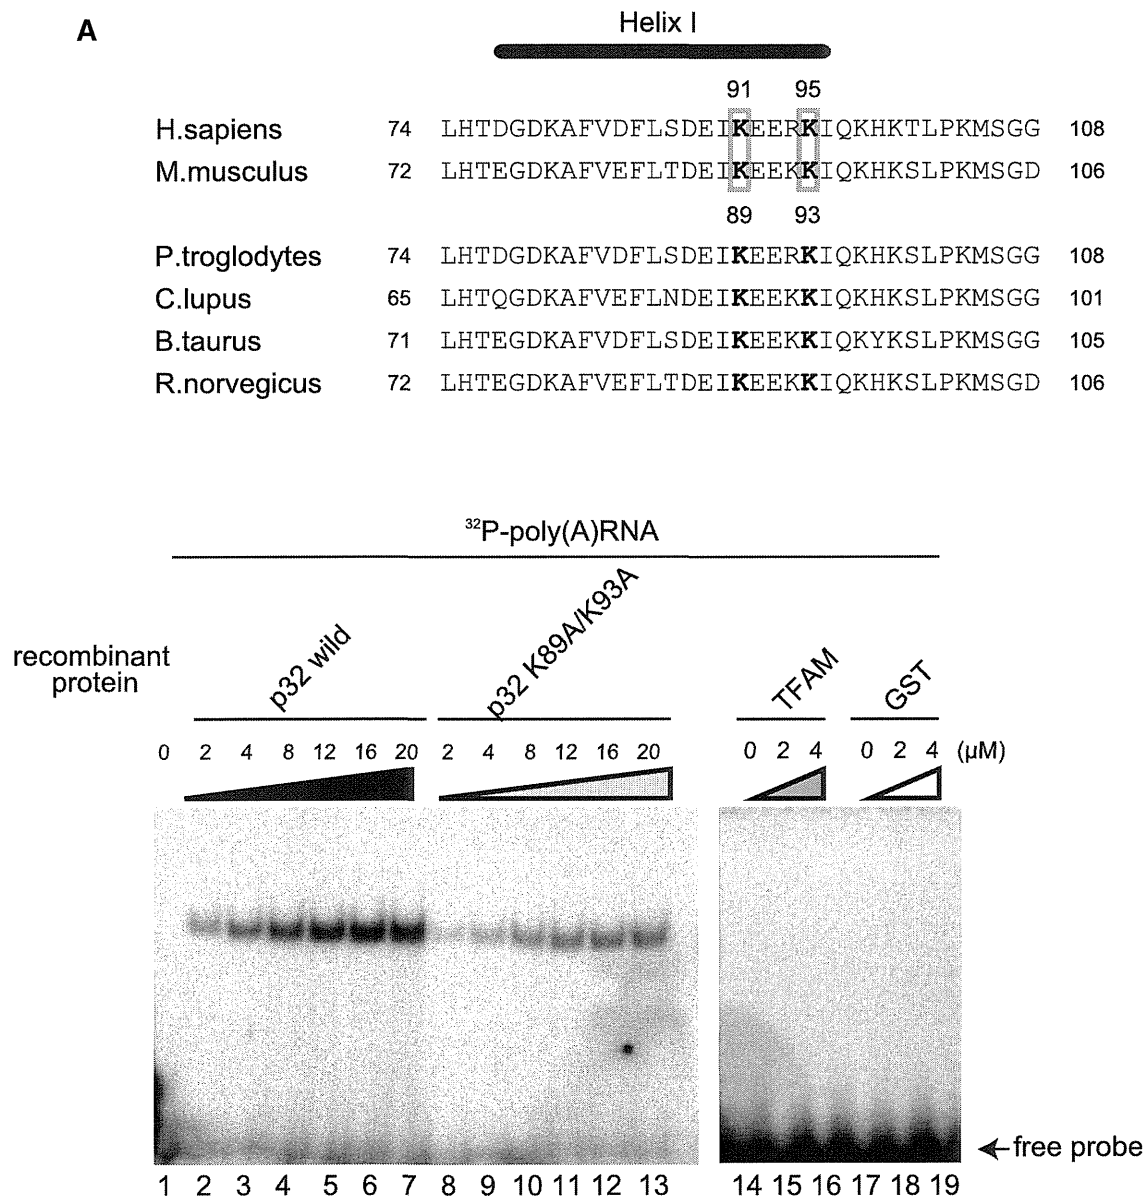 A
Helix I
91 95
H.sapiens 74 LHTDGDKAFVDFLSDEIKEERKIQKHKTLPKMSGG 108
M.musculus 72 LHTEGDKAFVEFLTDEIKEEKKIQKHKSLPKMSGD 106
89 93
P.troglodytes 74 LHTDGDKAFVDFLSDEIKEERKIQKHKSLPKMSGG 108
C.lupus 65 LHTQGDKAFVEFLNDEIKEEKKIQKHKSLPKMSGG 101
B.taurus 71 LHTEGDKAFVEFLSDEIKEEKKIQKYKSLPKMSGG 105
R.norvegicus 72 LHTEGDKAFVEFLTDEIKEEKKIQKHKSLPKMSGD 106
32P-poly(A)RNA
recombinant
protein
p32 wild
p32 K89A/K93A
TFAM
GST
0 2 4 8 12 16 20 2 4 8 12 16 20 0 2 4 0 2 4 (µM)
free probe
1 2 3 4 5 6 7 8 9 10 11 12 13 14 15 16 17 18 19